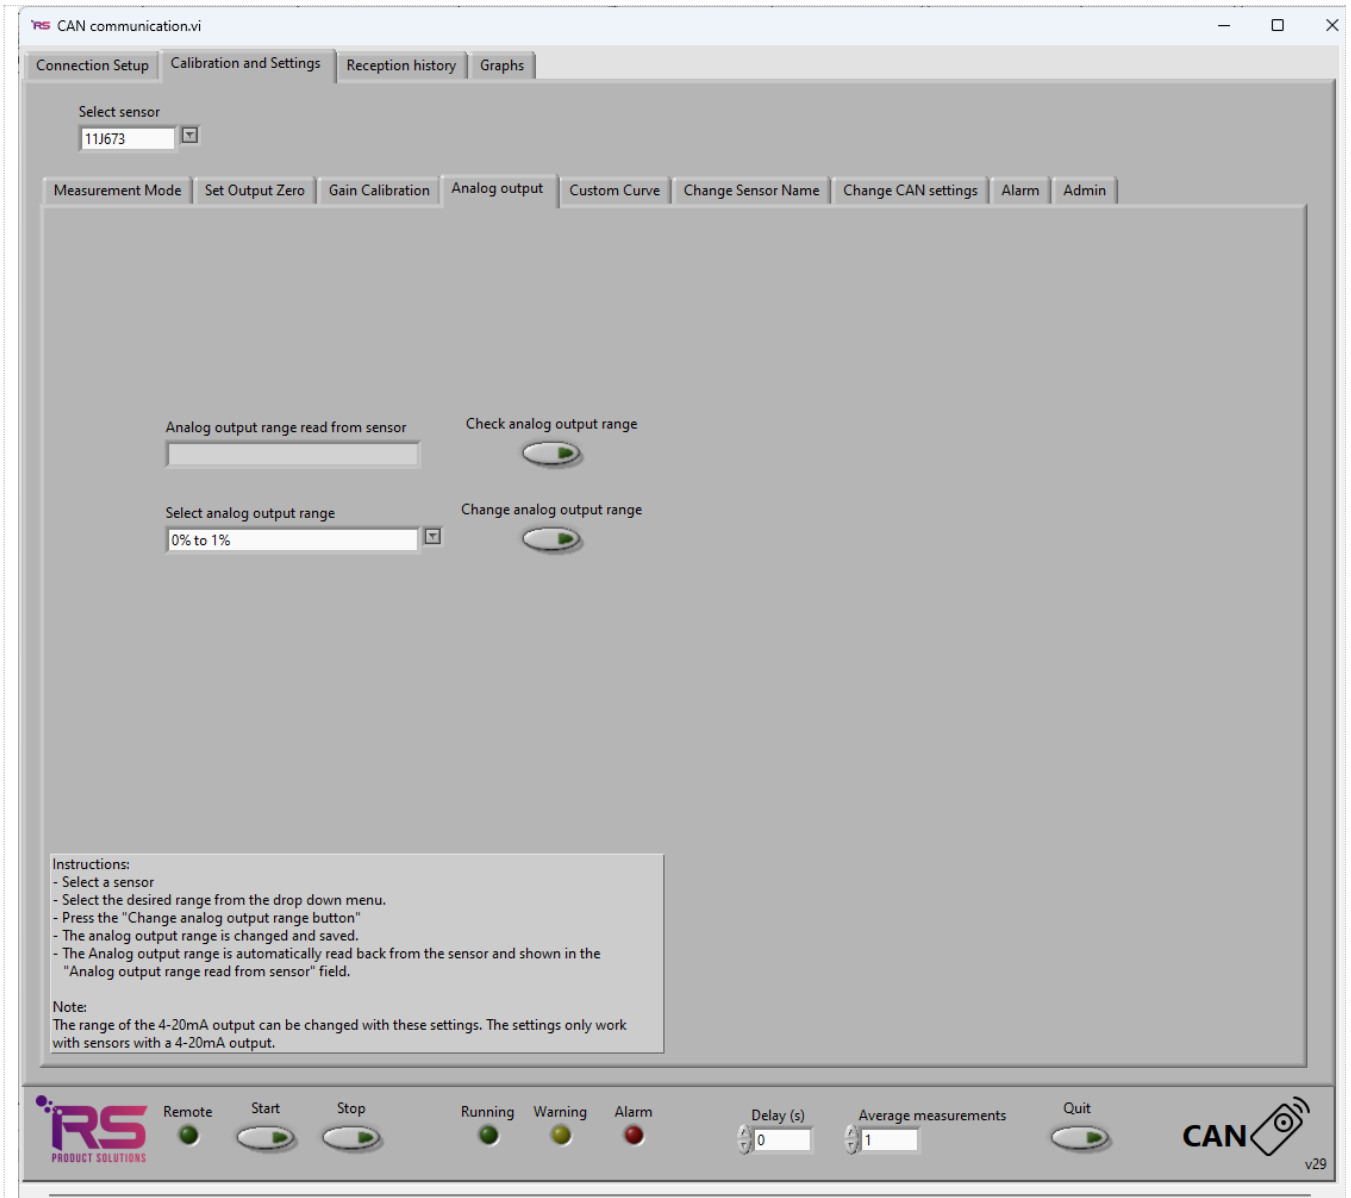 RS CAN communication.vi
Connection Setup Calibration and Settings Reception history Graphs
Select sensor
11J673
Measurement Mode Set Output Zero Gain Calibration Analog output Custom Curve Change Sensor Name Change CAN settings Alarm Admin
Analog output range read from sensor Check analog output range
Select analog output range Change analog output range
0% to 1%
Instructions:
- Select a sensor
- Select the desired range from the drop down menu.
- Press the "Change analog output range button"
- The analog output range is changed and saved.
- The Analog output range is automatically read back from the sensor and shown in the
"Analog output range read from sensor" field.
Note:
The range of the 4-20mA output can be changed with these settings. The settings only work
with sensors with a 4-20mA output.
RS
PRODUCT SOLUTIONS
Remote Start Stop Running Warning Alarm Delay (s) Average measurements Quit
0 1
CAN
v29